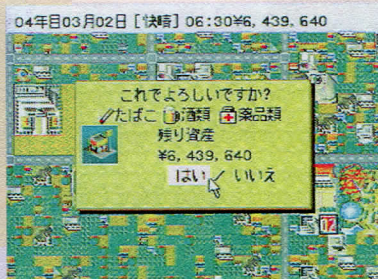 04年目03月02日［快晴］06:30¥6,439,640
これでよろしいですか?
たばこ 酒類 薬品類
残り資産
¥6,439,640
はい／いいえ
02